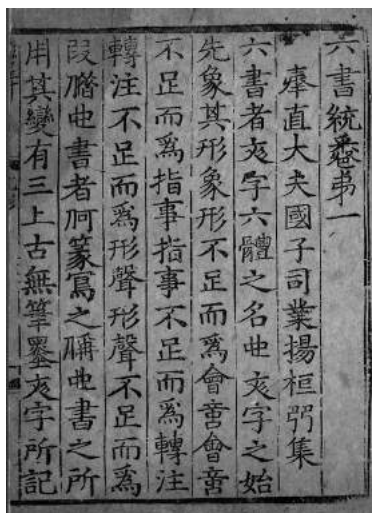 六書統卷弟一
奉直大夫國子司業揚桓弜集
六書者文字六體之名也文字之始
先象其形象形不足而爲會意會意
不足而爲指事指事不足而爲轉注
轉注不足而爲形聲形聲不足而爲
叚借也書者何篆寫之偁也書之所
用其變有三上古無筆墨文字所記